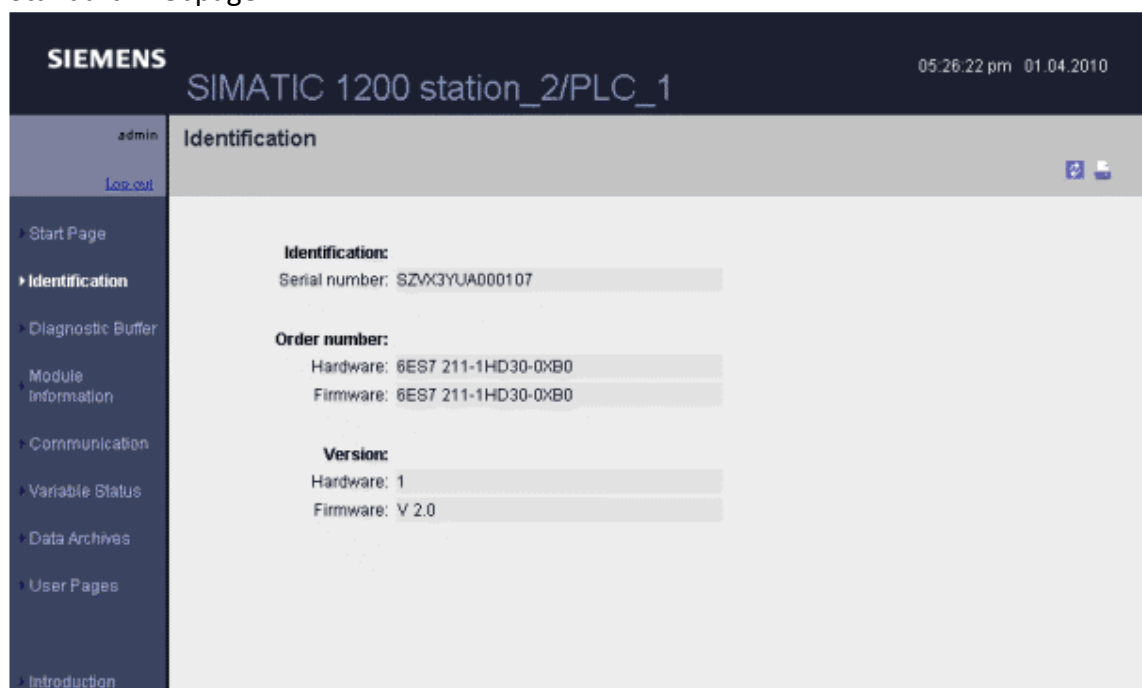 SIEMENS
SIMATIC 1200 station_2/PLC_1
05:26:22 pm 01.04.2010
admin
Log out
Identification
Start Page
Identification
Diagnostic Buffer
Module
Information
Communication
Variable Status
Data Archives
User Pages
Introduction
Identification:
Serial number: SZVX3YUA000107
Order number:
Hardware: 6ES7 211-1HD30-0XB0
Firmware: 6ES7 211-1HD30-0XB0
Version:
Hardware: 1
Firmware: V 2.0